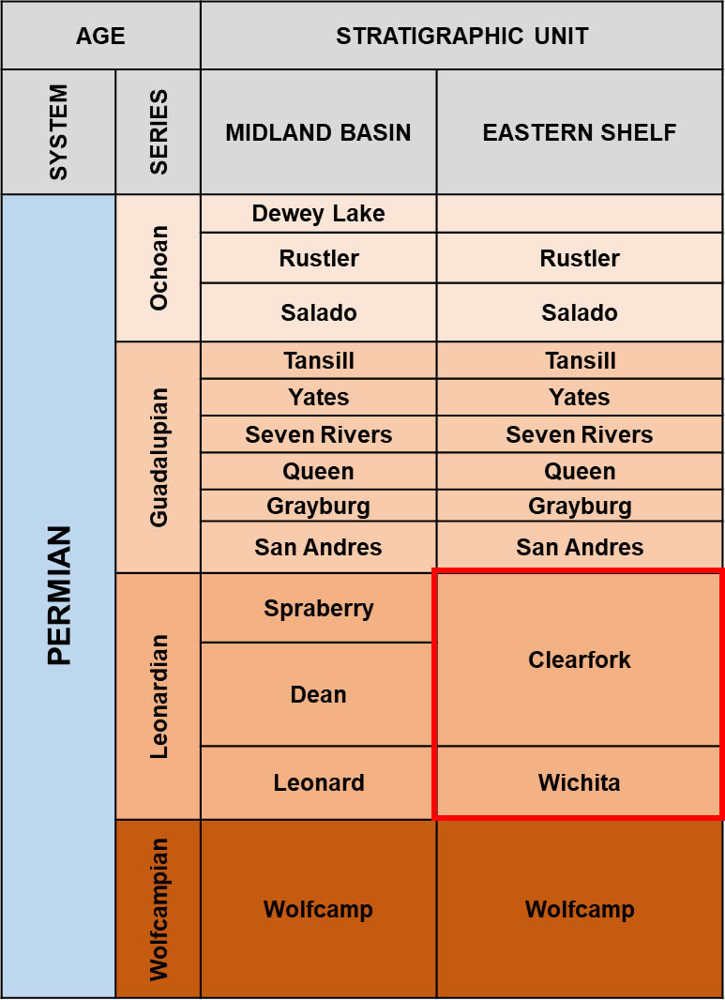 AGE
STRATIGRAPHIC UNIT
SYSTEM
SERIES
MIDLAND BASIN
EASTERN SHELF
PERMIAN
Ochoan
Dewey Lake
Rustler
Rustler
Salado
Salado
Guadalupian
Tansill
Tansill
Yates
Yates
Seven Rivers
Seven Rivers
Queen
Queen
Grayburg
Grayburg
San Andres
San Andres
Leonardian
Spraberry
Clearfork
Dean
Leonard
Wichita
Wolfcampian
Wolfcamp
Wolfcamp